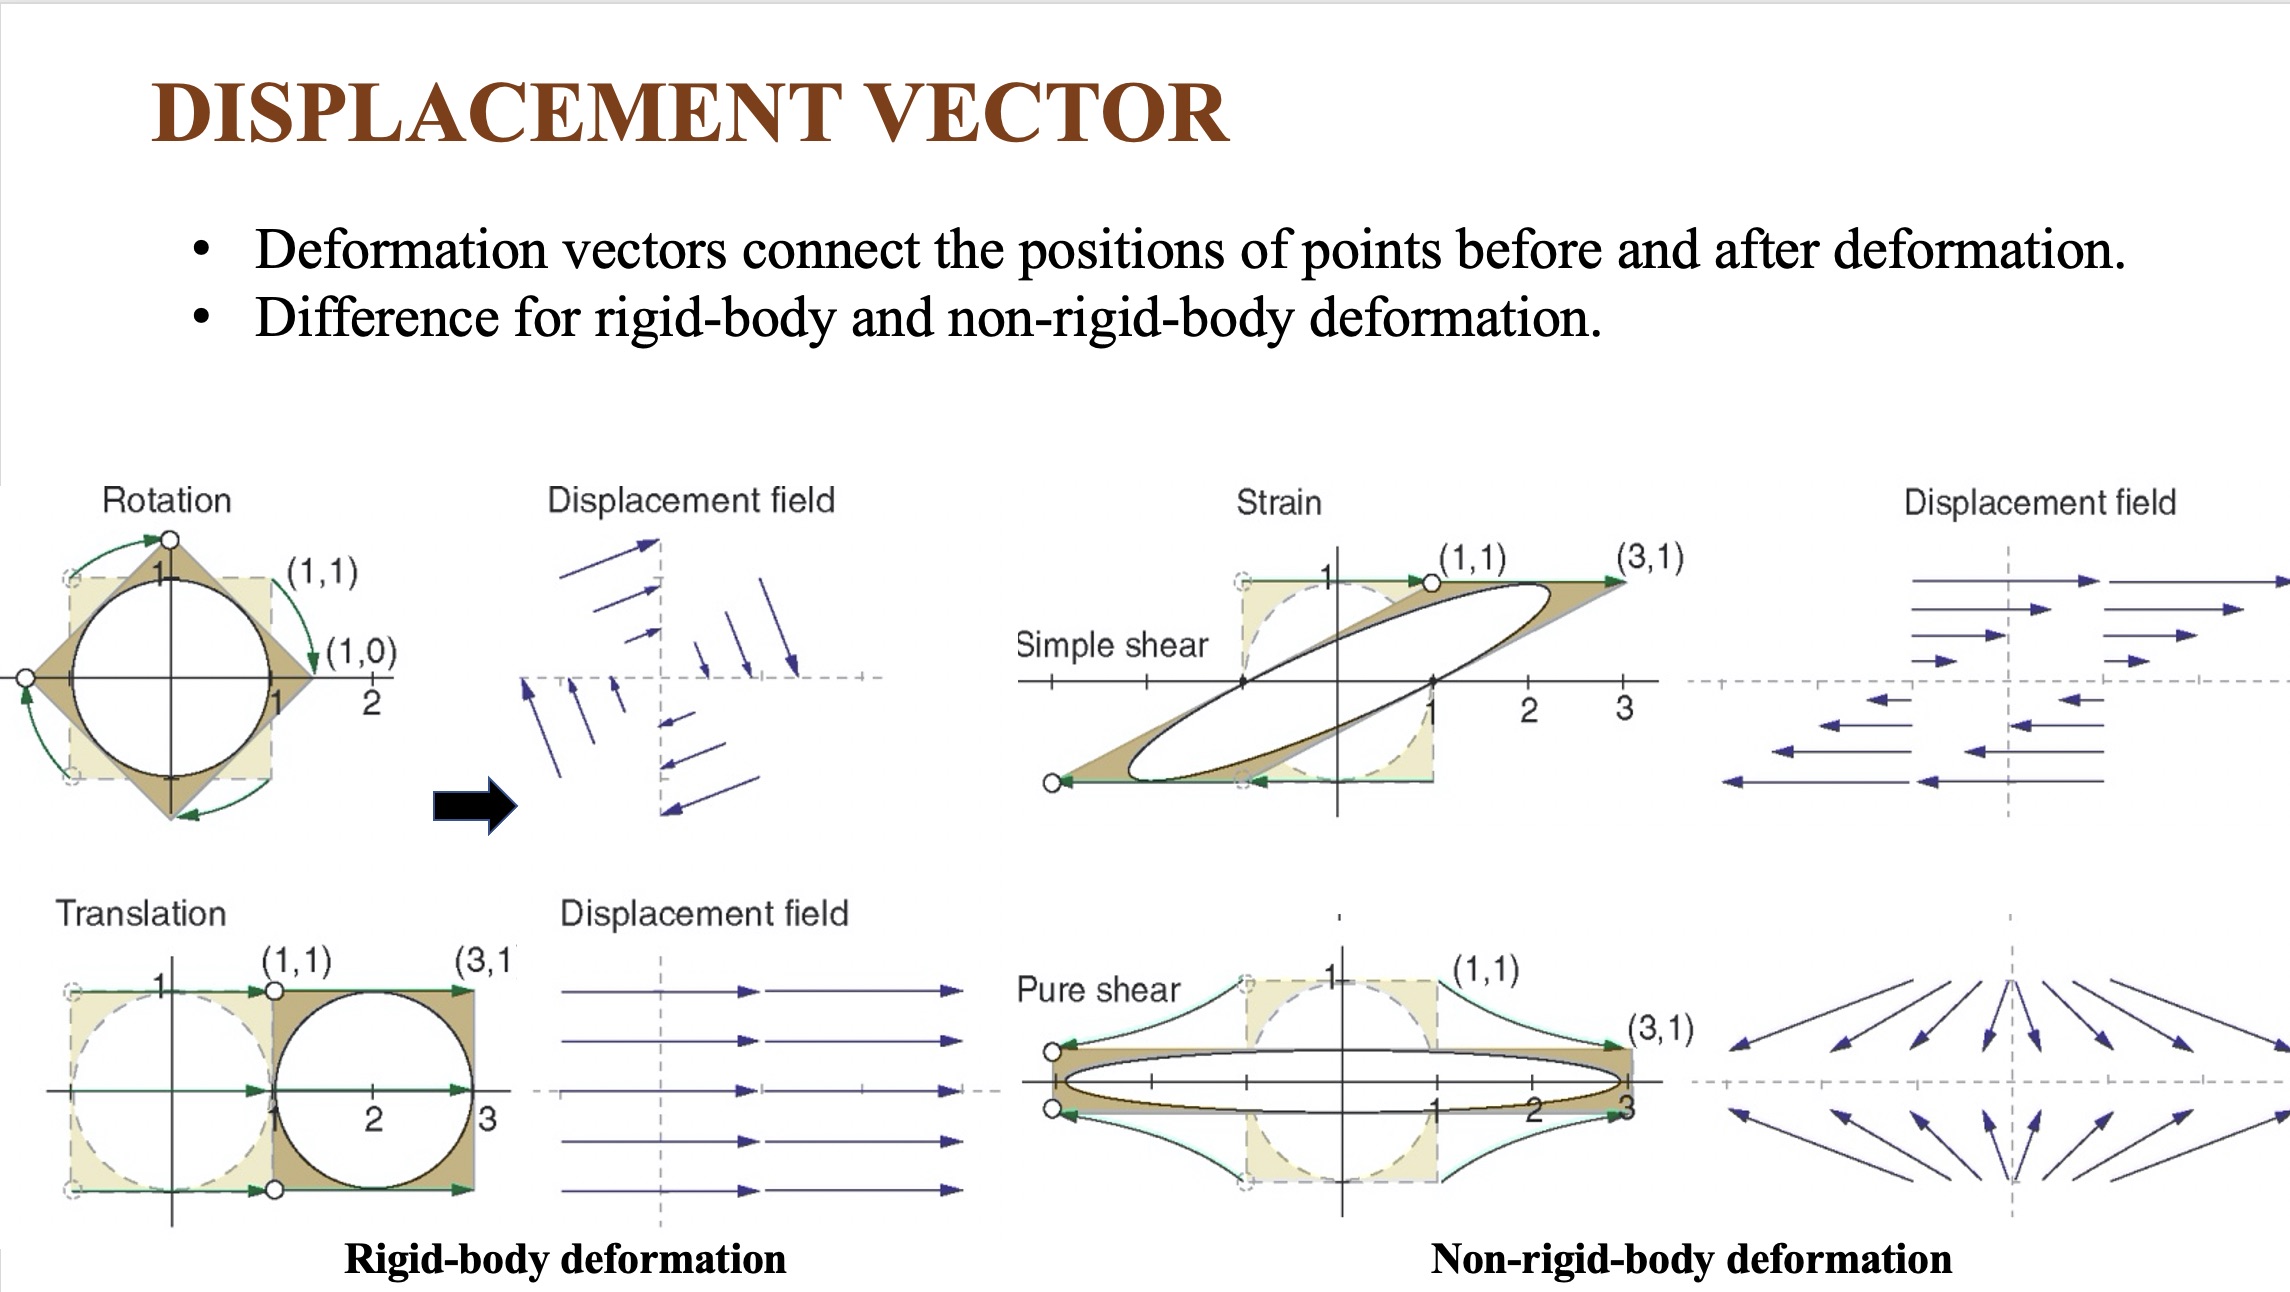 DISPLACEMENT VECTOR
• Deformation vectors connect the positions of points before and after deformation.
• Difference for rigid-body and non-rigid-body deformation.
Rotation
1
(1,1)
(1,0)
1
2
Displacement field
Strain
1
(1,1)
(3,1)
Simple shear
1
2
3
Displacement field
Translation
1
(1,1)
(3,1
1
2
3
Displacement field
Pure shear
1
(1,1)
(3,1)
1
2
3
Rigid-body deformation
Non-rigid-body deformation